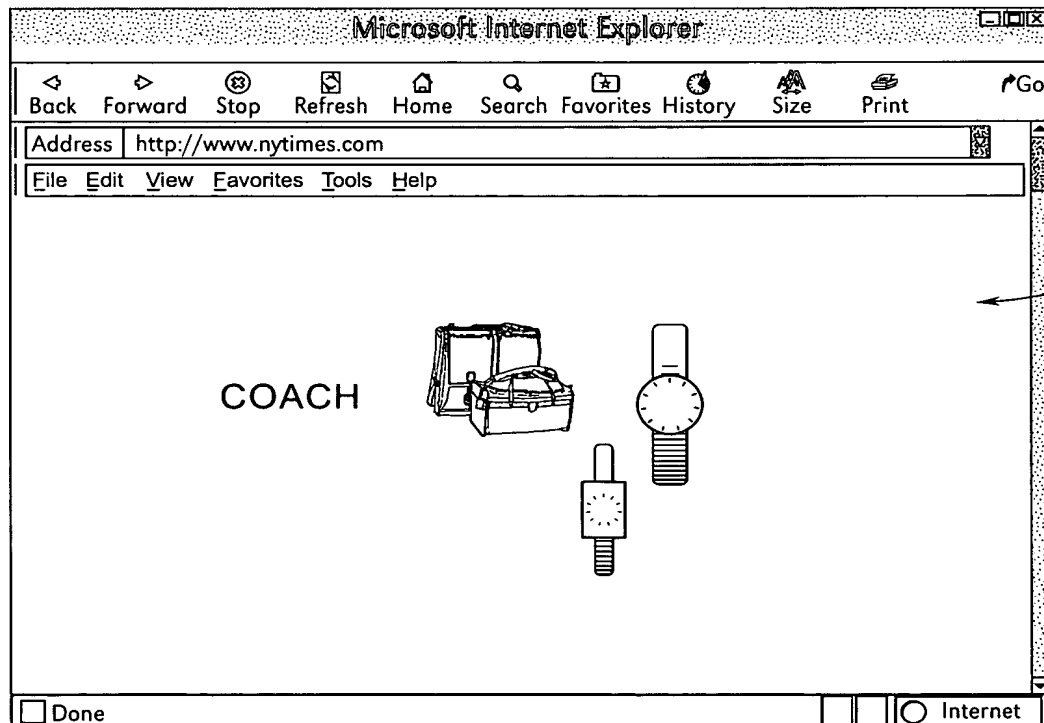 Microsoft Internet Explorer
Back Forward Stop Refresh Home Search Favorites History Size Print Go
Address http://www.nytimes.com
File Edit View Favorites Tools Help
COACH
Done Internet